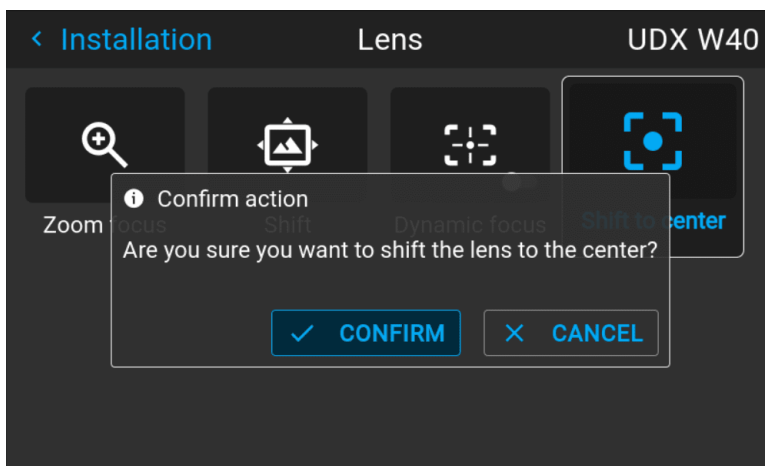 Installation
Lens
UDX W40
Confirm action
Zoom focus
Shift
Dynamic focus
Shift to center
Are you sure you want to shift the lens to the center?
CONFIRM
CANCEL